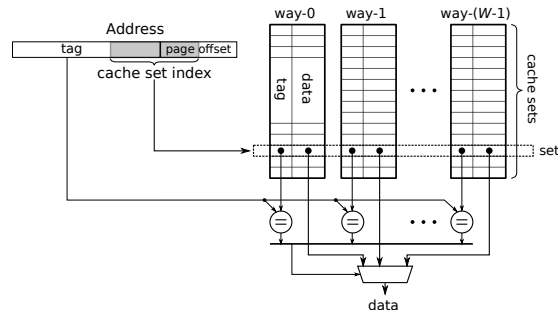 Address
way-0 way-1 way-(W-1)
tag page offset
cache set index
tag
data
• • •
cache sets
set
= = • • • =
data